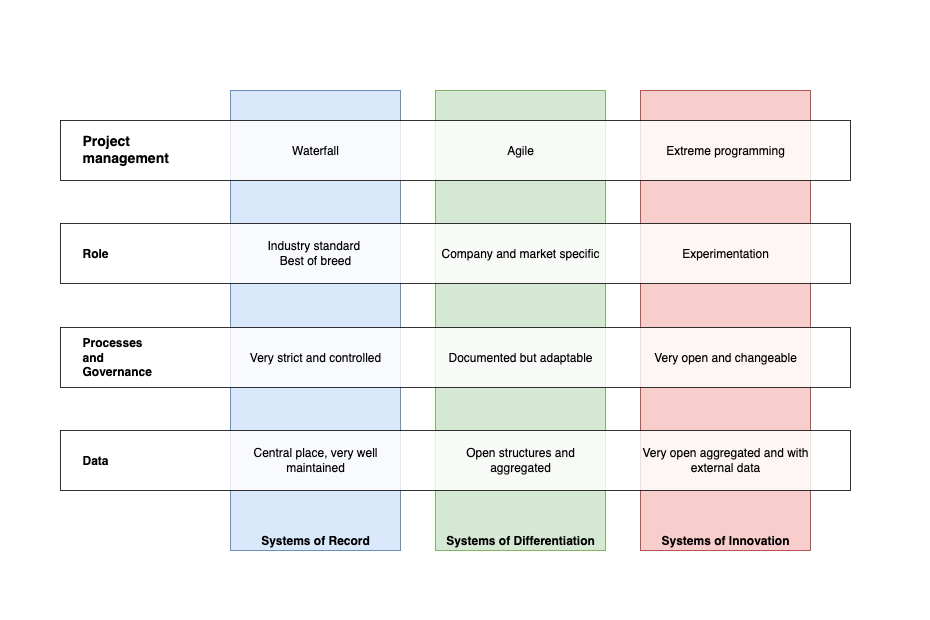 Project
management
Waterfall
Agile
Extreme programming
Role
Industry standard
Best of breed
Company and market specific
Experimentation
Processes
and
Governance
Very strict and controlled
Documented but adaptable
Very open and changeable
Data
Central place, very well
maintained
Open structures and
aggregated
Very open aggregated and with
external data
Systems of Record
Systems of Differentiation
Systems of Innovation